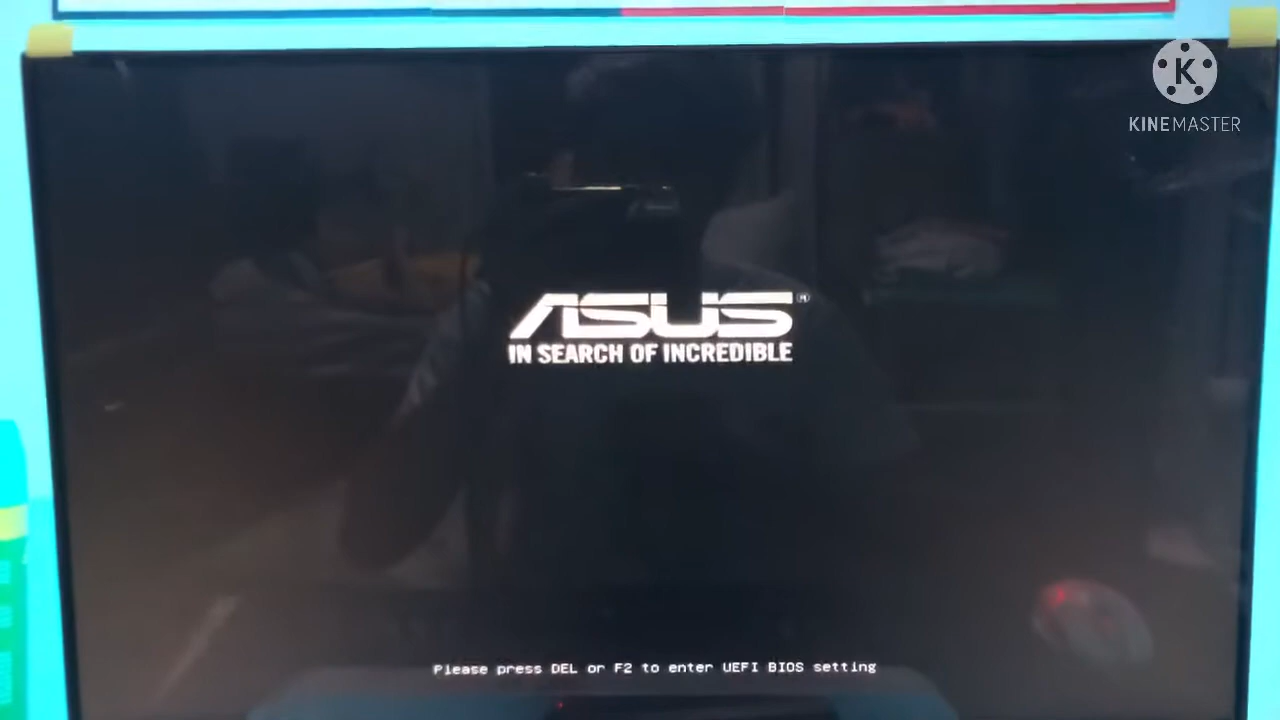 K
KINEMASTER
ASUS®
IN SEARCH OF INCREDIBLE
Please press DEL or F2 to enter UEFI BIOS setting